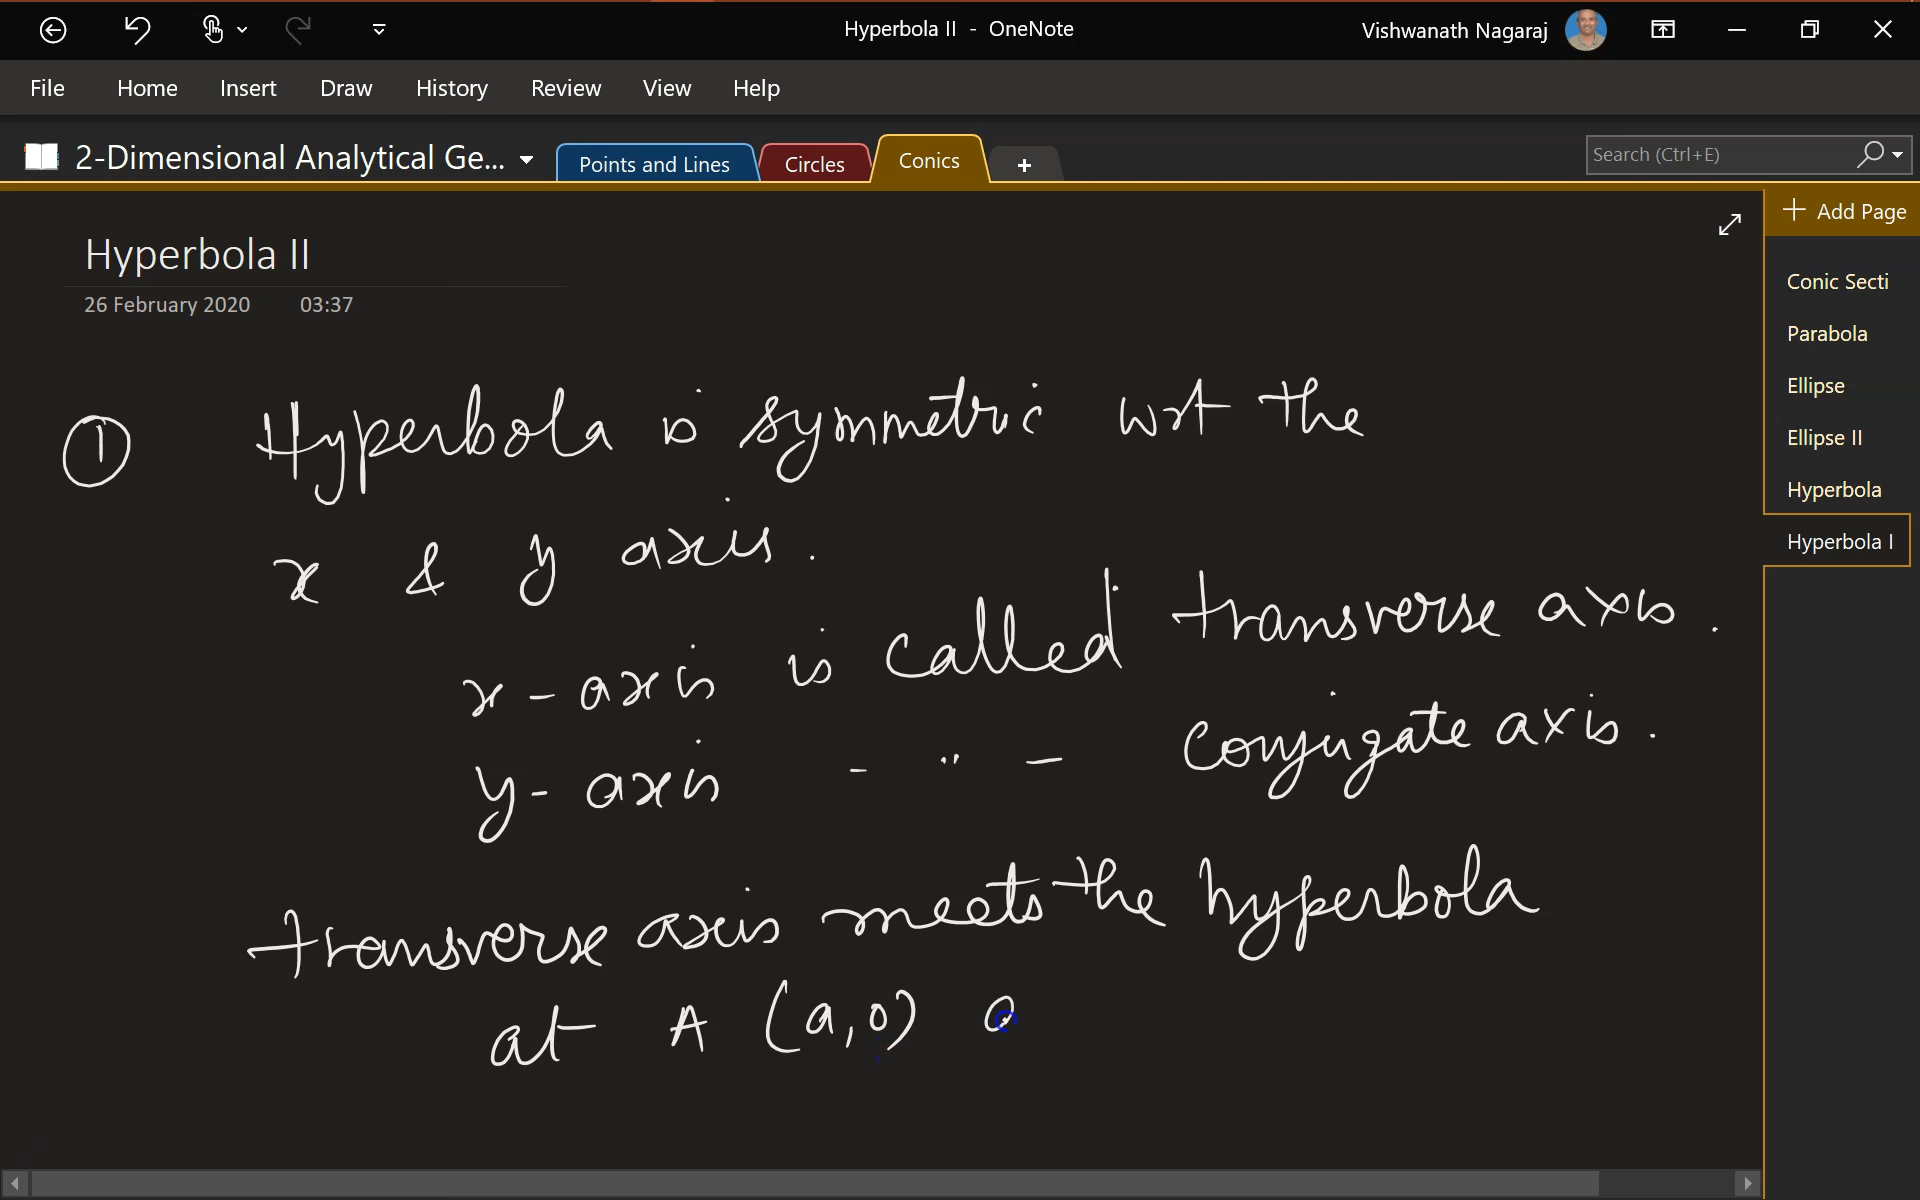 Hyperbola II - OneNote
Vishwanath Nagaraj
File Home Insert Draw History Review View Help
2-Dimensional Analytical Ge...
Points and Lines
Circles
Conics
+
Search (Ctrl+E)
Add Page
Conic Secti
Parabola
Ellipse
Ellipse II
Hyperbola
Hyperbola I
Hyperbola II
26 February 2020 03:37
① Hyperbola is symmetric wrt the
x & y axis.
x-axis is called transverse axis.
y-axis - " - conjugate axis.
transverse axis meets the hyperbola
at A (a,0)